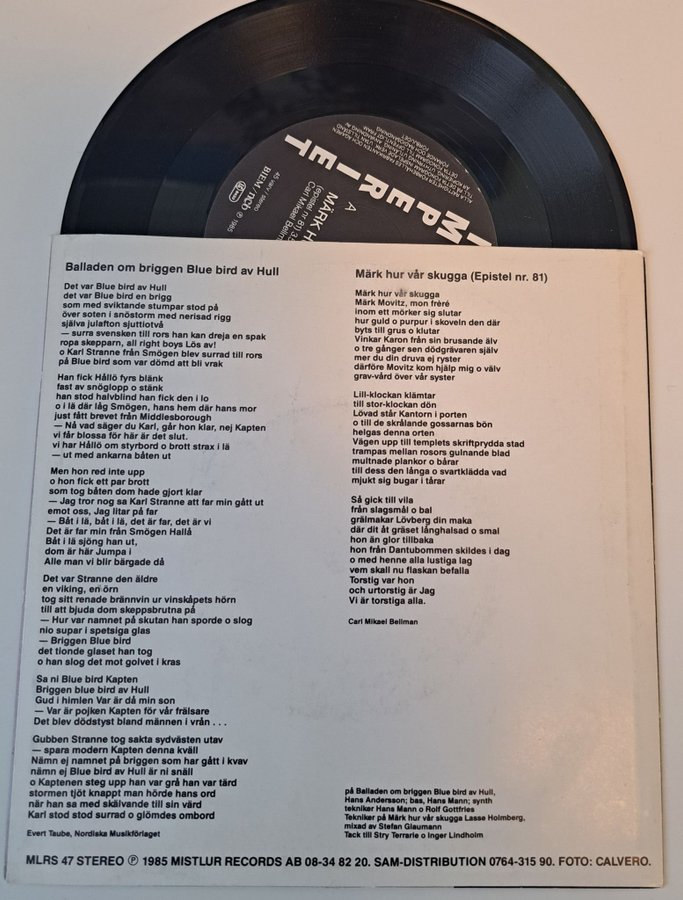 ALLA RÄTTIGHETER
IMPERIET
A
MÄRK H
(epistel nr 81) 3:5
Carl Mikael Bellm
45 varv / stereo
BIEM / ncb
℗ 1985
Balladen om briggen Blue bird av Hull
Det var Blue bird av Hull
det var Blue bird en brigg
som med sviktande stumpar stod på
över soten i snöstorm med nerisad rigg
själva julafton sjuttiotvå
— surra svensken till rors han kan dreja en spak
ropa skepparn, all right boys Lös av!
o Karl Stranne från Smögen blev surrad till rors
på Blue bird som var dömd att bli vrak
Han fick Hållö fyrs blänk
fast av snöglopp o stänk
han stod halvblind han fick den i lo
o i lä där låg Smögen, hans hem där hans mor
just fått brevet från Middlesborough
— Nå vad säger du Karl, går hon klar, nej Kapten
vi får blossa för här är det slut.
vi har Hållö om styrbord o brott strax i lä
— ut med ankarna båten ut
Men hon red inte upp
o hon fick ett par brott
som tog båten dom hade gjort klar
— Jag tror nog sa Karl Stranne att far min gått ut
emot oss, Jag litar på far
— Båt i lä, båt i lä, det är far, det är vi
Det är far min från Smögen Hallå
Båt i lä sjöng han ut,
dom är här Jumpa i
Alle man vi blir bärgade då
Det var Stranne den äldre
en viking, en örn
tog sitt renade brännvin ur vinskåpets hörn
till att bjuda dom skeppsbrutna på
— Hur var namnet på skutan han sporde o slog
nio supar i spetsiga glas
— Briggen Blue bird
det tionde glaset han tog
o han slog det mot golvet i kras
Sa ni Blue bird Kapten
Briggen blue bird av Hull
Gud i himlen Var är då min son
— Var är pojken Kapten för vår frälsare
Det blev dödstyst bland männen i vrån . . .
Gubben Stranne tog sakta sydvästen utav
— spara modern Kapten denna kväll
Nämn ej namnet på briggen som har gått i kvav
nämn ej Blue bird av Hull är ni snäll
o Kaptenen steg upp han var grå han var tärd
stormen tjöt knappt man hörde hans ord
när han sa med skälvande till sin värd
Karl stod stod surrad o glömdes ombord
Evert Taube, Nordiska Musikförlaget
Märk hur vår skugga (Epistel nr. 81)
Märk hur vår skugga
Märk Movitz, mon frèré
inom ett mörker sig slutar
hur guld o purpur i skoveln den där
byts till grus o klutar
Vinkar Karon från sin brusande älv
o tre gånger sen dödgrävaren själv
mer du din druva ej ryster
därföre Movitz kom hjälp mig o välv
grav-vård över vår syster
Lill-klockan klämtar
till stor-klockan dön
Lövad står Kantorn i porten
o till de skrålande gossarnas bön
helgas denna orten
Vägen upp till templets skriftprydda stad
trampas mellan rosors gulnande blad
multnade plankor o bårar
till dess den långa o svartklädda vad
mjukt sig bugar i tårar
Så gick till vila
från slagsmål o bal
grälmakar Lövberg din maka
där dit åt gräset långhalsad o smal
hon än glor tillbaka
hon från Dantubommen skildes i dag
o med henne alla lustiga lag
vem skall nu flaskan befalla
Torstig var hon
och urtorstig är Jag
Vi är torstiga alla.
Carl Mikael Bellman
på Balladen om briggen Blue bird av Hull,
Hans Andersson; bas, Hans Mann; synth
tekniker Hans Mann o Rolf Gottfries
Tekniker på Märk hur vår skugga Lasse Holmberg,
mixad av Stefan Glaumann
Tack till Stry Terrarie o Inger Lindholm
MLRS 47 STEREO ℗ 1985 MISTLUR RECORDS AB 08-34 82 20. SAM-DISTRIBUTION 0764-315 90. FOTO: CALVERO.